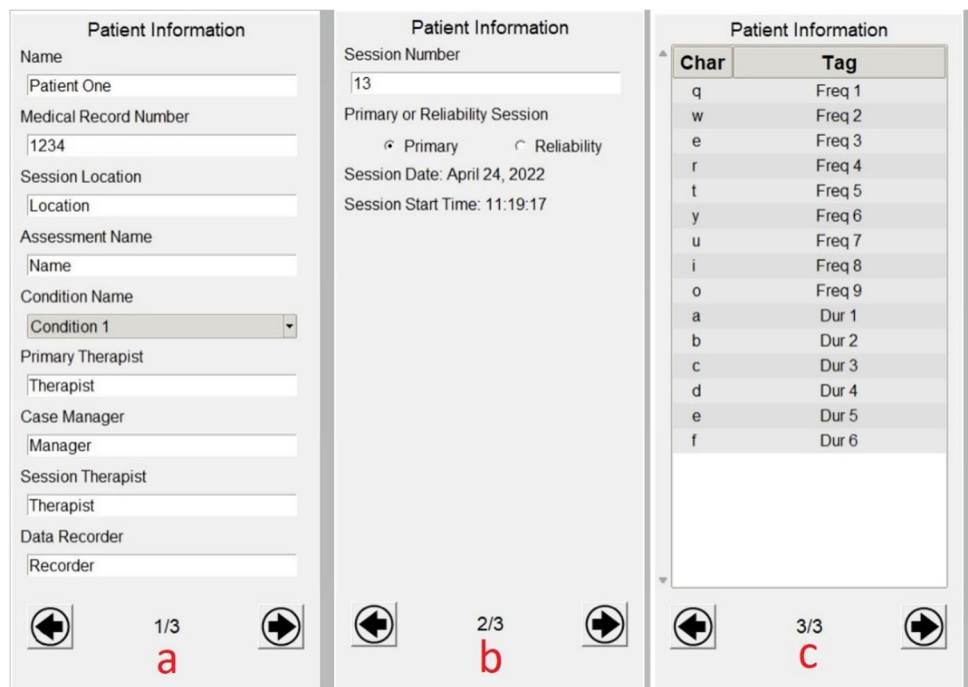 Patient Information
Name
Patient One
Medical Record Number
1234
Session Location
Location
Assessment Name
Name
Condition Name
Condition 1
Primary Therapist
Therapist
Case Manager
Manager
Session Therapist
Therapist
Data Recorder
Recorder
1/3
a
Patient Information
Session Number
13
Primary or Reliability Session
Primary Reliability
Session Date: April 24, 2022
Session Start Time: 11:19:17
2/3
b
Patient Information
Char Tag
q Freq 1
w Freq 2
e Freq 3
r Freq 4
t Freq 5
y Freq 6
u Freq 7
i Freq 8
o Freq 9
a Dur 1
b Dur 2
c Dur 3
d Dur 4
e Dur 5
f Dur 6
3/3
c